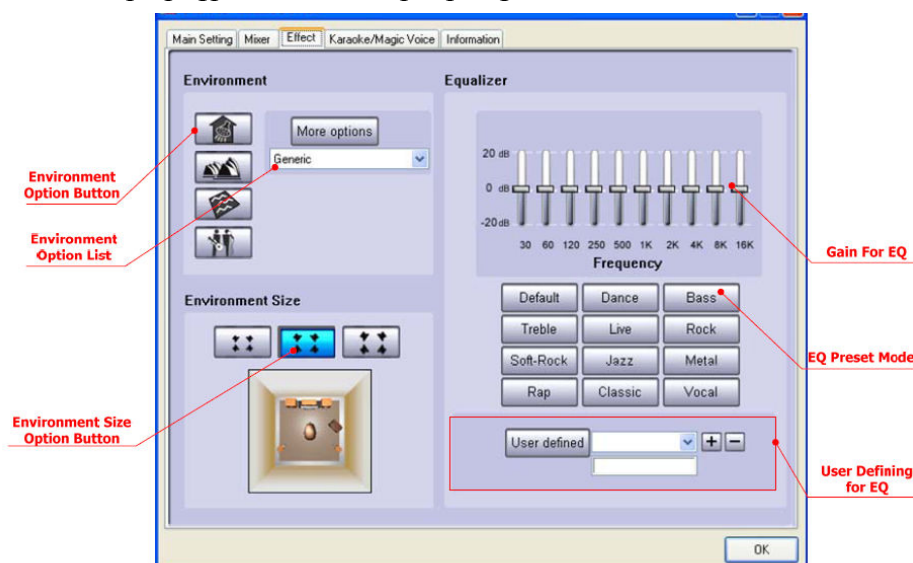 Main Setting Mixer Effect Karaoke/Magic Voice Information
Environment
More options
Generic
Environment
Option Button
Environment
Option List
Environment Size
Environment Size
Option Button
Equalizer
20 dB
0 dB
-20 dB
30 60 120 250 500 1K 2K 4K 8K 16K
Frequency
Gain For EQ
Default Dance Bass
Treble Live Rock
Soft-Rock Jazz Metal
Rap Classic Vocal
EQ Preset Mode
User defined
+ −
User Defining
for EQ
OK